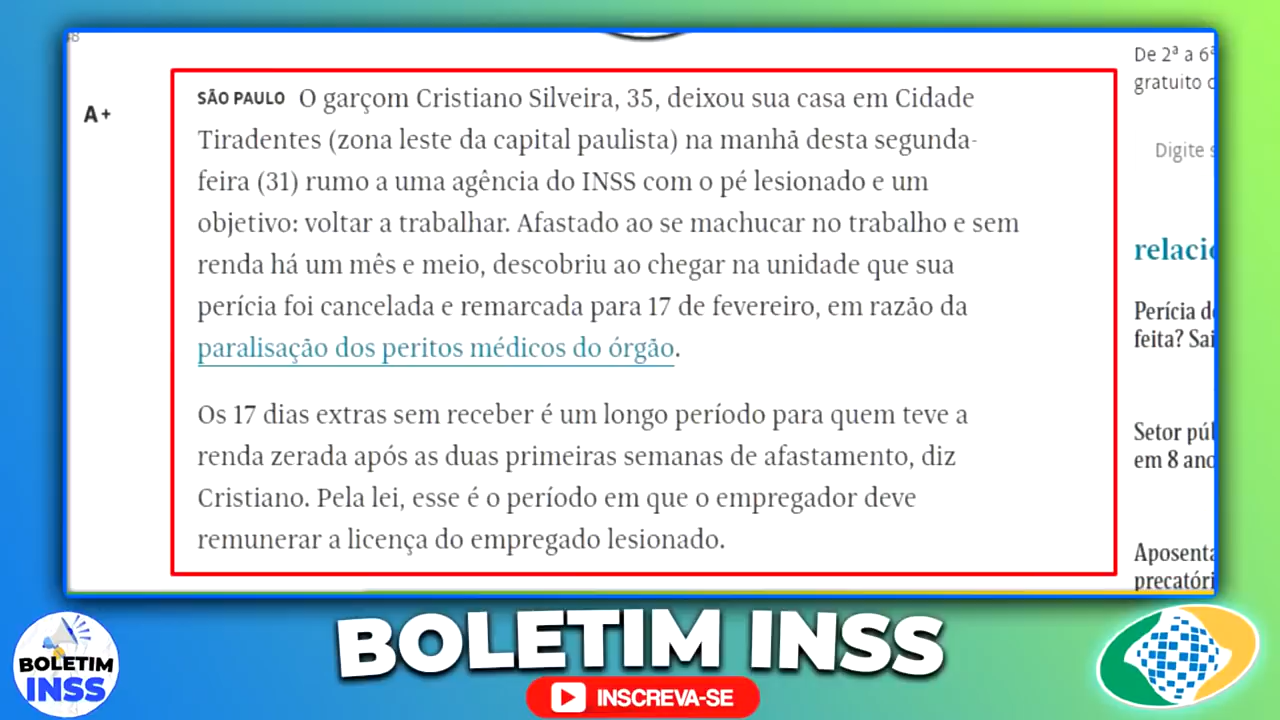 A+
SÃO PAULO O garçom Cristiano Silveira, 35, deixou sua casa em Cidade
Tiradentes (zona leste da capital paulista) na manhã desta segunda-
feira (31) rumo a uma agência do INSS com o pé lesionado e um
objetivo: voltar a trabalhar. Afastado ao se machucar no trabalho e sem
renda há um mês e meio, descobriu ao chegar na unidade que sua
perícia foi cancelada e remarcada para 17 de fevereiro, em razão da
paralisação dos peritos médicos do órgão.
Os 17 dias extras sem receber é um longo período para quem teve a
renda zerada após as duas primeiras semanas de afastamento, diz
Cristiano. Pela lei, esse é o período em que o empregador deve
remunerar a licença do empregado lesionado.
De 2ª a 6ª
gratuito
Digite
Perícia
feita?
Setor
em 8
BOLETIM
INSS
BOLETIM INSS
INSCREVA-SE